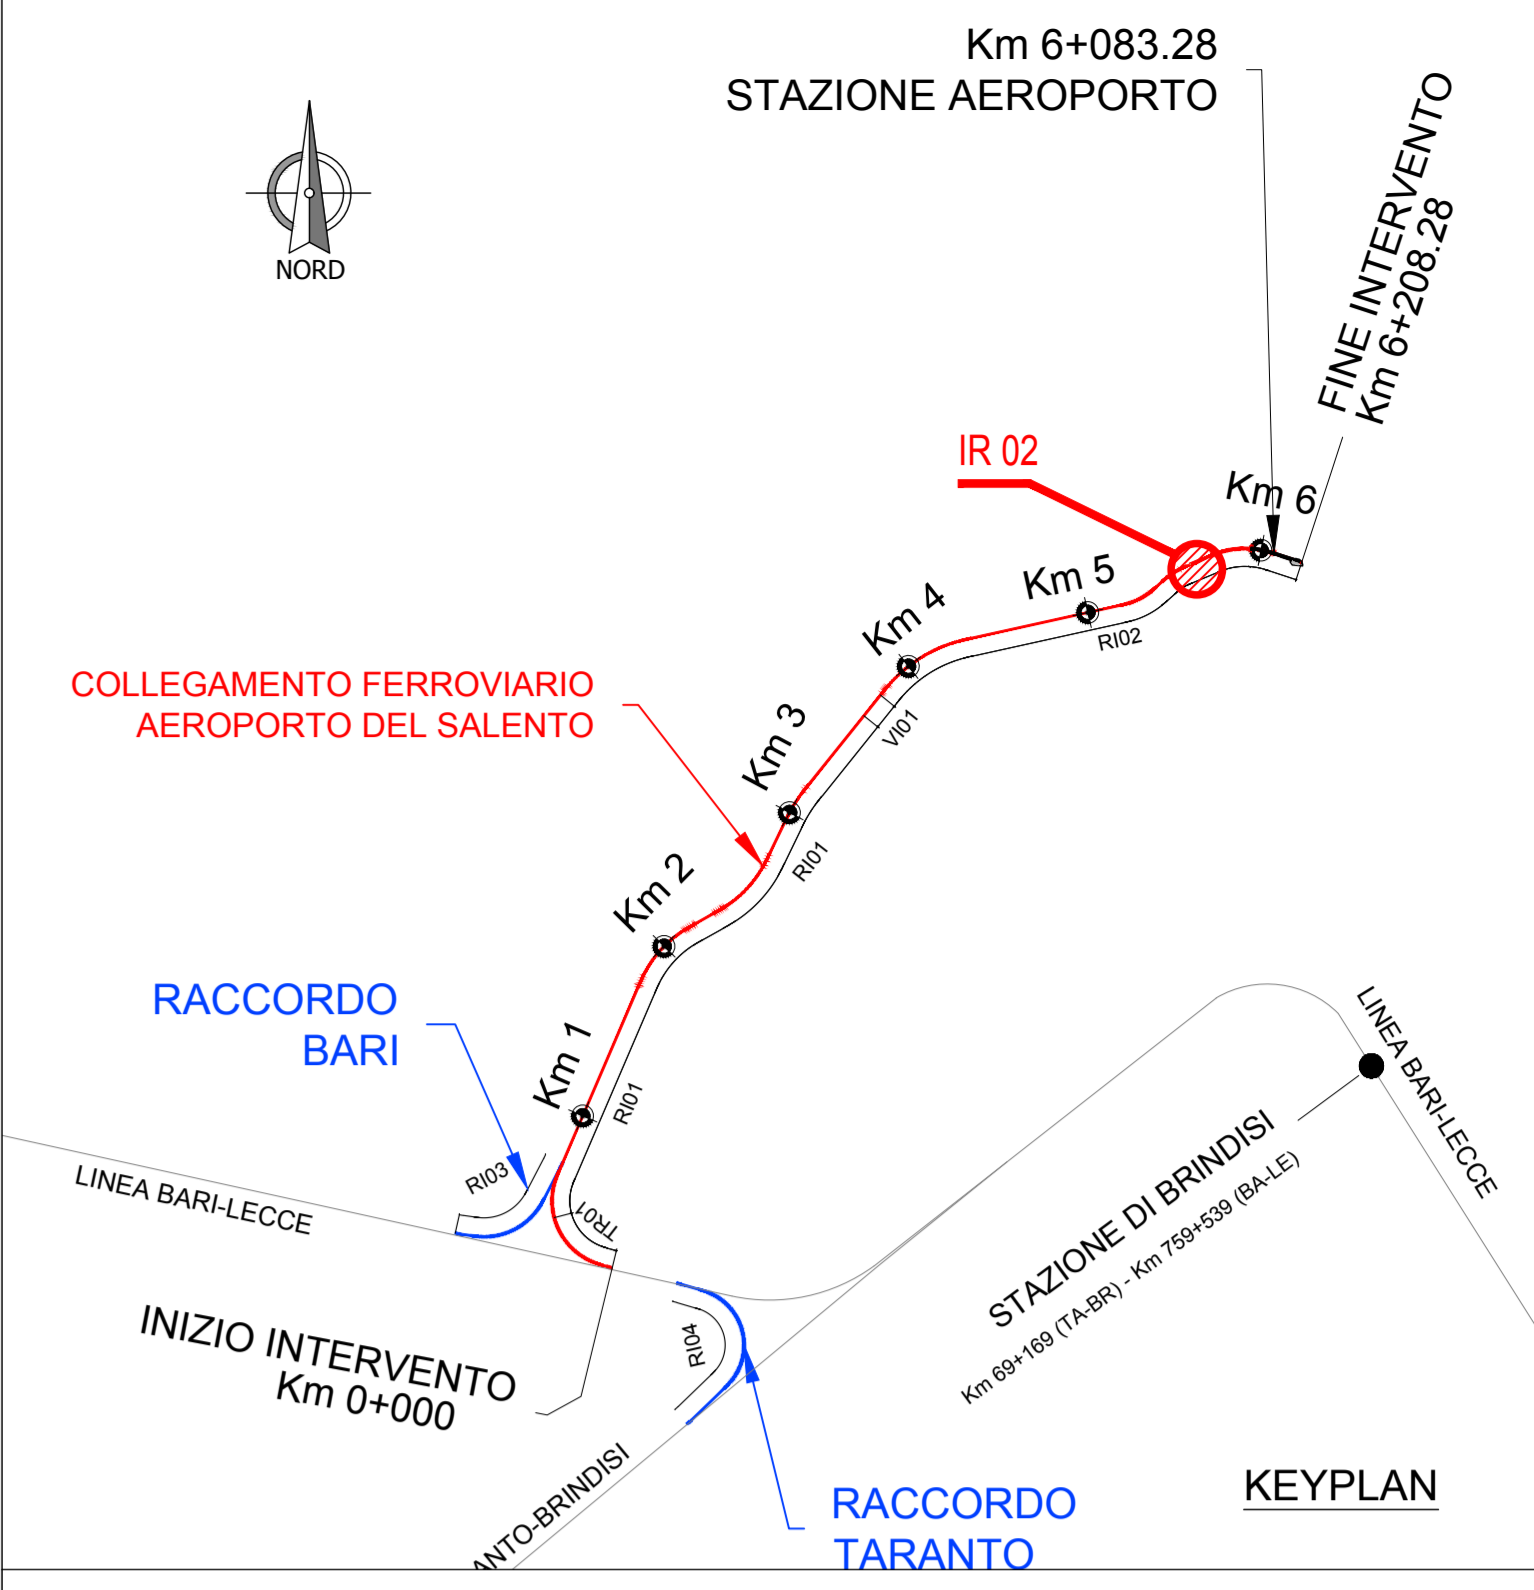 Km 6+083.28
STAZIONE AEROPORTO
FINE INTERVENTO
Km 6+208.28
NORD
IR 02
Km 6
Km 5
RI02
Km 4
VI01
COLLEGAMENTO FERROVIARIO
AEROPORTO DEL SALENTO
Km 3
RI01
Km 2
RACCORDO
BARI
Km 1
RI01
LINEA BARI-LECCE
RI03
TR01
LINEA BARI-LECCE
STAZIONE DI BRINDISI
Km 69+169 (TA-BR) - Km 759+539 (BA-LE)
INIZIO INTERVENTO
Km 0+000
RI04
ANTO-BRINDISI
RACCORDO
TARANTO
KEYPLAN